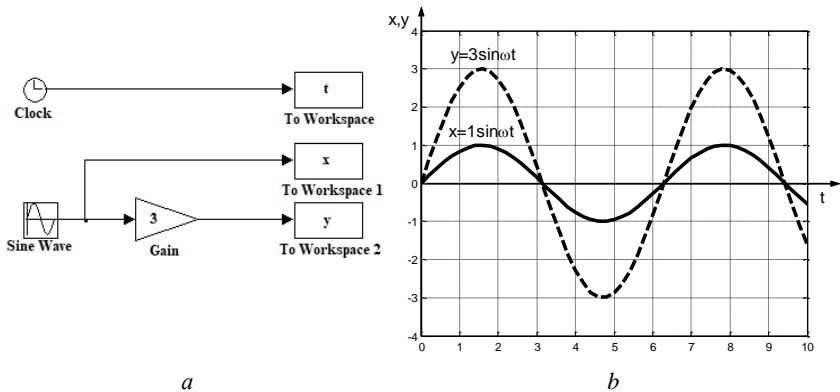 t
Clock
To Workspace
x
To Workspace 1
3
y
Sine Wave
Gain
To Workspace 2
a
x,y
4
3
2
1
0
-1
-2
-3
-4
y=3sinωt
x=1sinωt
t
0 1 2 3 4 5 6 7 8 9 10
b